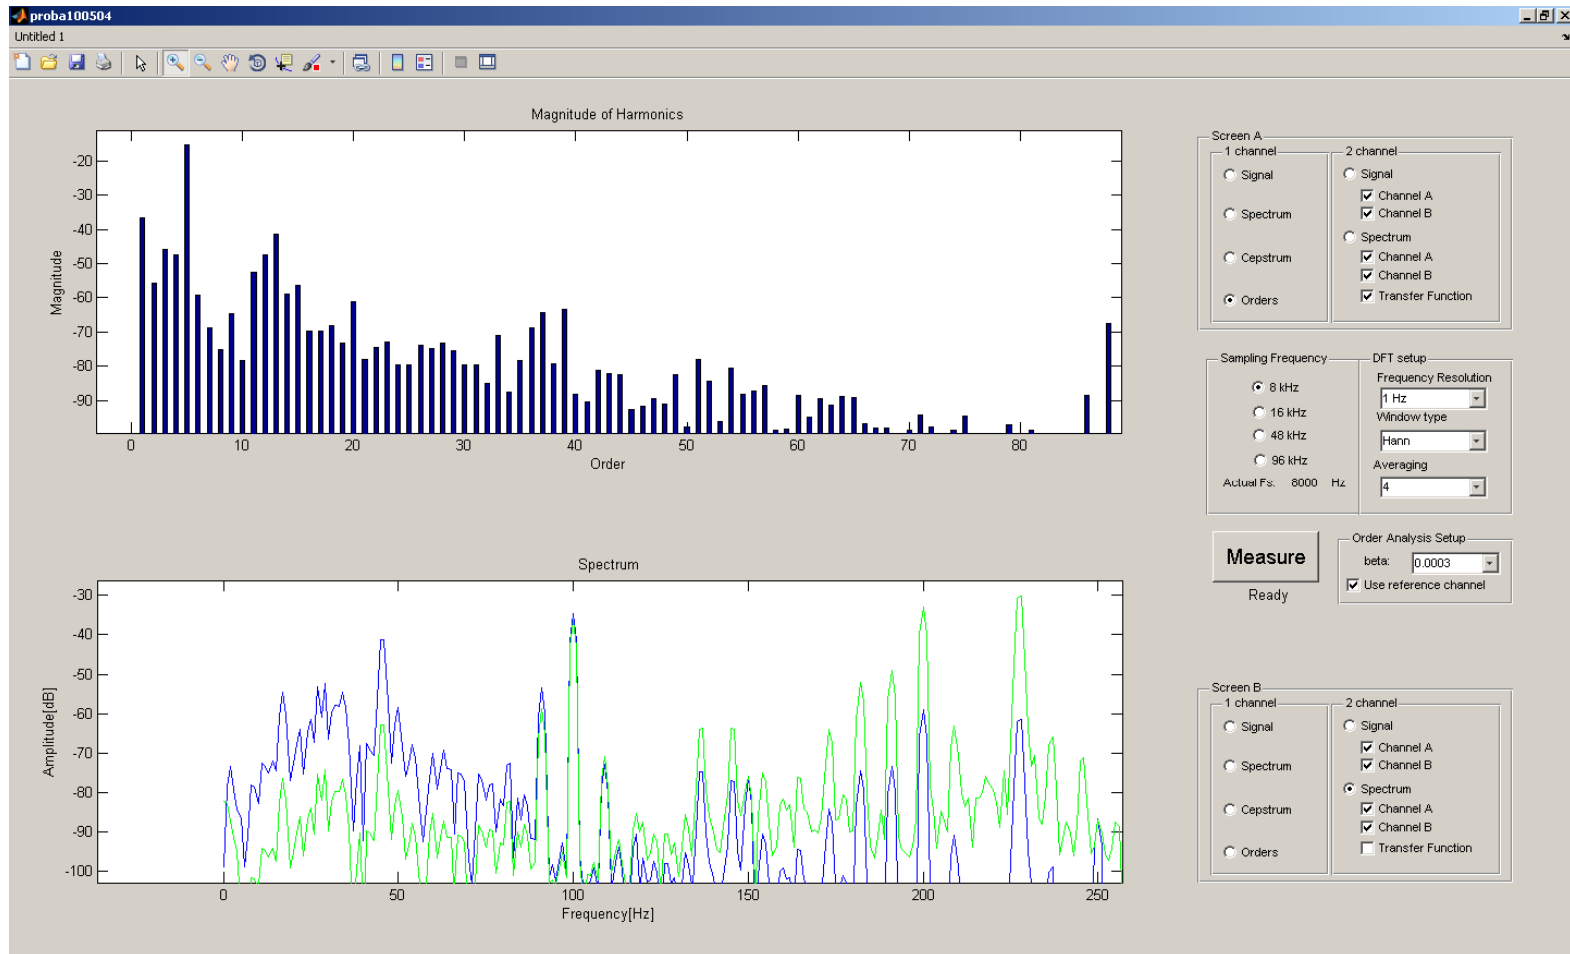 proba100504
Untitled 1
Magnitude of Harmonics
Magnitude
-20
-30
-40
-50
-60
-70
-80
-90
0 10 20 30 40 50 60 70 80
Order
Spectrum
Amplitude[dB]
-30
-40
-50
-60
-70
-80
-90
-100
0 50 100 150 200 250
Frequency[Hz]
Screen A
1 channel
Signal
Spectrum
Cepstrum
Orders
2 channel
Signal
Channel A
Channel B
Spectrum
Channel A
Channel B
Transfer Function
Sampling Frequency
8 kHz
16 kHz
48 kHz
96 kHz
Actual Fs: 8000 Hz
DFT setup
Frequency Resolution
1 Hz
Window type
Hann
Averaging
4
Measure
Ready
Order Analysis Setup
beta: 0.0003
Use reference channel
Screen B
1 channel
Signal
Spectrum
Cepstrum
Orders
2 channel
Signal
Channel A
Channel B
Spectrum
Channel A
Channel B
Transfer Function